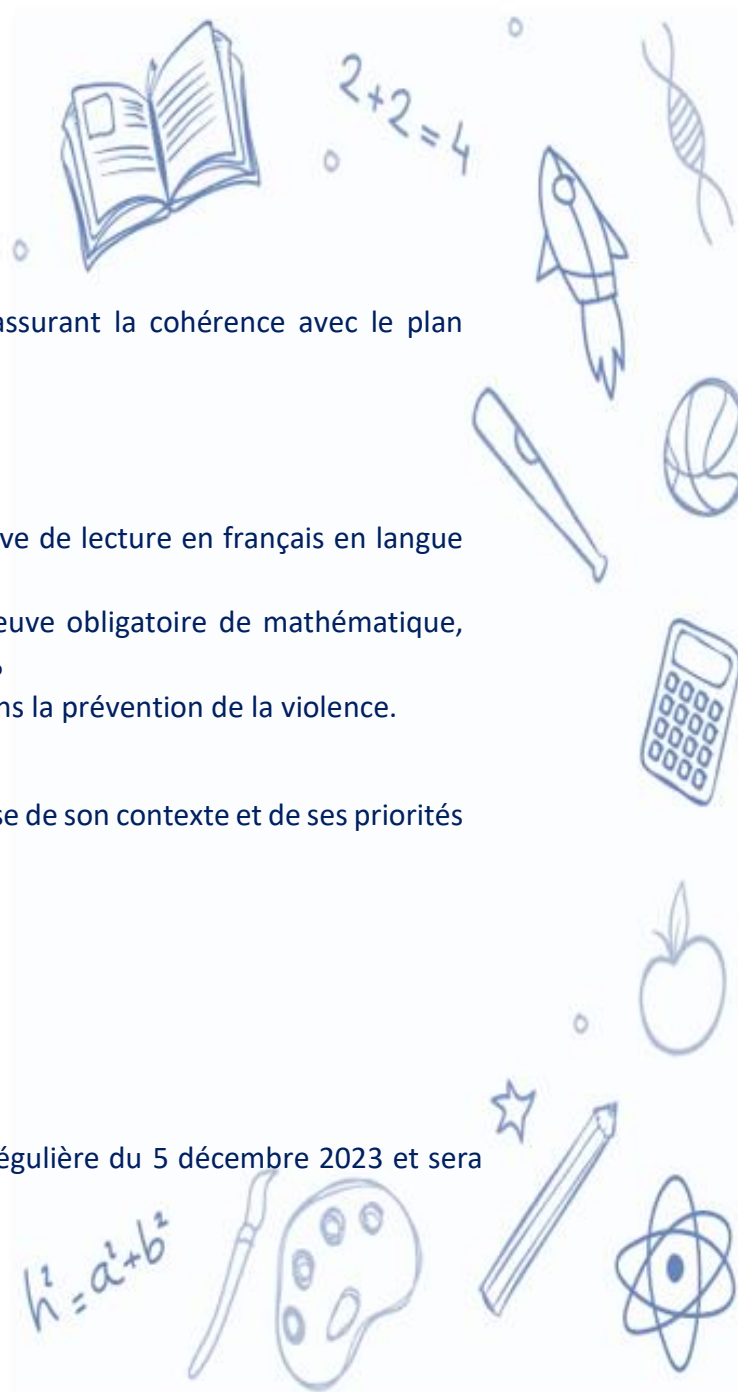 2+2=4
assurant la cohérence avec le plan
ve de lecture en français en langue
euve obligatoire de mathématique,
ns la prévention de la violence.
se de son contexte et de ses priorités
égulière du 5 décembre 2023 et sera
h²=a²+b²